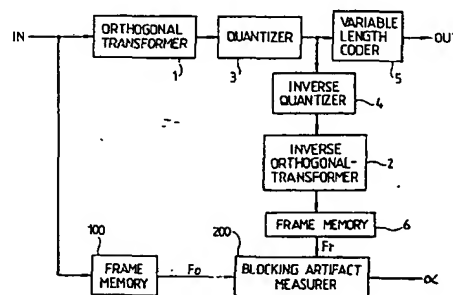 IN
ORTHOGONAL
TRANSFORMER
1
QUANTIZER
3
VARIABLE
LENGTH
CODER
5
OUT
INVERSE
QUANTIZER
4
INVERSE
ORTHOGONAL-
TRANSFORMER
2
FRAME MEMORY
6
Fr
100
FRAME
MEMORY
Fo
200
BLOCKING ARTIFACT
MEASURER
α